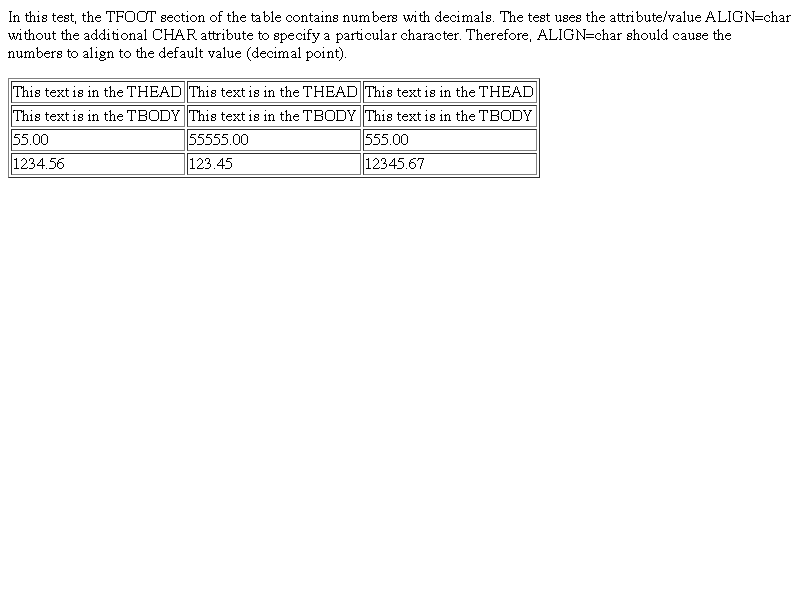 In this test, the TFOOT section of the table contains numbers with decimals. The test uses the attribute/value ALIGN=char
without the additional CHAR attribute to specify a particular character. Therefore, ALIGN=char should cause the
numbers to align to the default value (decimal point).
This text is in the THEAD This text is in the THEAD This text is in the THEAD
This text is in the TBODY This text is in the TBODY This text is in the TBODY
55.00 55555.00 555.00
1234.56 123.45 12345.67